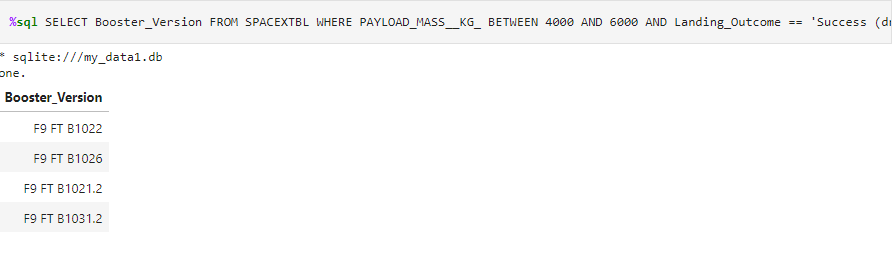 %sql SELECT Booster_Version FROM SPACEXTBL WHERE PAYLOAD_MASS__KG_ BETWEEN 4000 AND 6000 AND Landing_Outcome == 'Success (dr
* sqlite:///my_data1.db
one.
Booster_Version
F9 FT B1022
F9 FT B1026
F9 FT B1021.2
F9 FT B1031.2